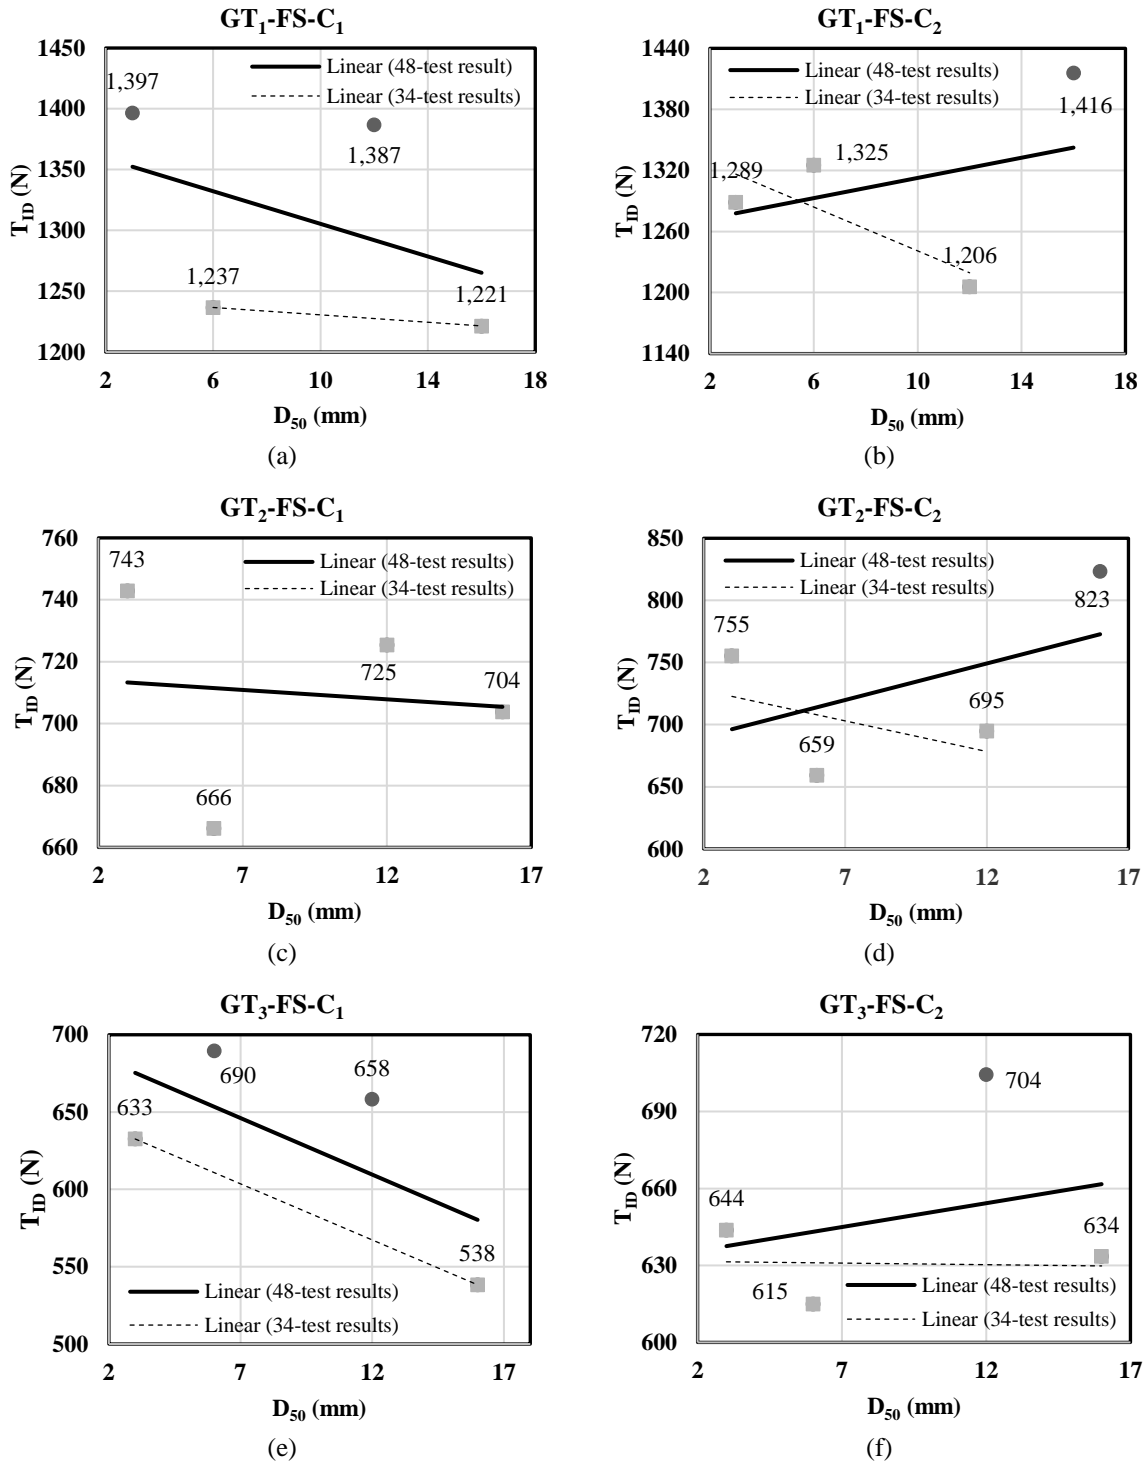 GT1-FS-C1
1450
1400
1350
1300
1250
1200
TID (N)
1,397
1,387
1,237
1,221
Linear (48-test result)
Linear (34-test results)
2 6 10 14 18
D50 (mm)
(a)
GT1-FS-C2
1440
1380
1320
1260
1200
1140
TID (N)
Linear (48-test results)
Linear (34-test results)
1,416
1,325
1,289
1,206
2 6 10 14 18
D50 (mm)
(b)
GT2-FS-C1
760
740
720
700
680
660
TID (N)
743
Linear (48-test results)
Linear (34-test results)
725
704
666
2 7 12 17
D50 (mm)
(c)
GT2-FS-C2
850
800
750
700
650
600
TID (N)
Linear (48-test results)
Linear (34-test results)
823
755
695
659
2 7 12 17
D50 (mm)
(d)
GT3-FS-C1
700
650
600
550
500
TID (N)
690
658
633
538
Linear (48-test results)
Linear (34-test results)
2 7 12 17
D50 (mm)
(e)
GT3-FS-C2
720
690
660
630
600
TID (N)
704
644
634
615
Linear (48-test results)
Linear (34-test results)
2 7 12 17
D50 (mm)
(f)